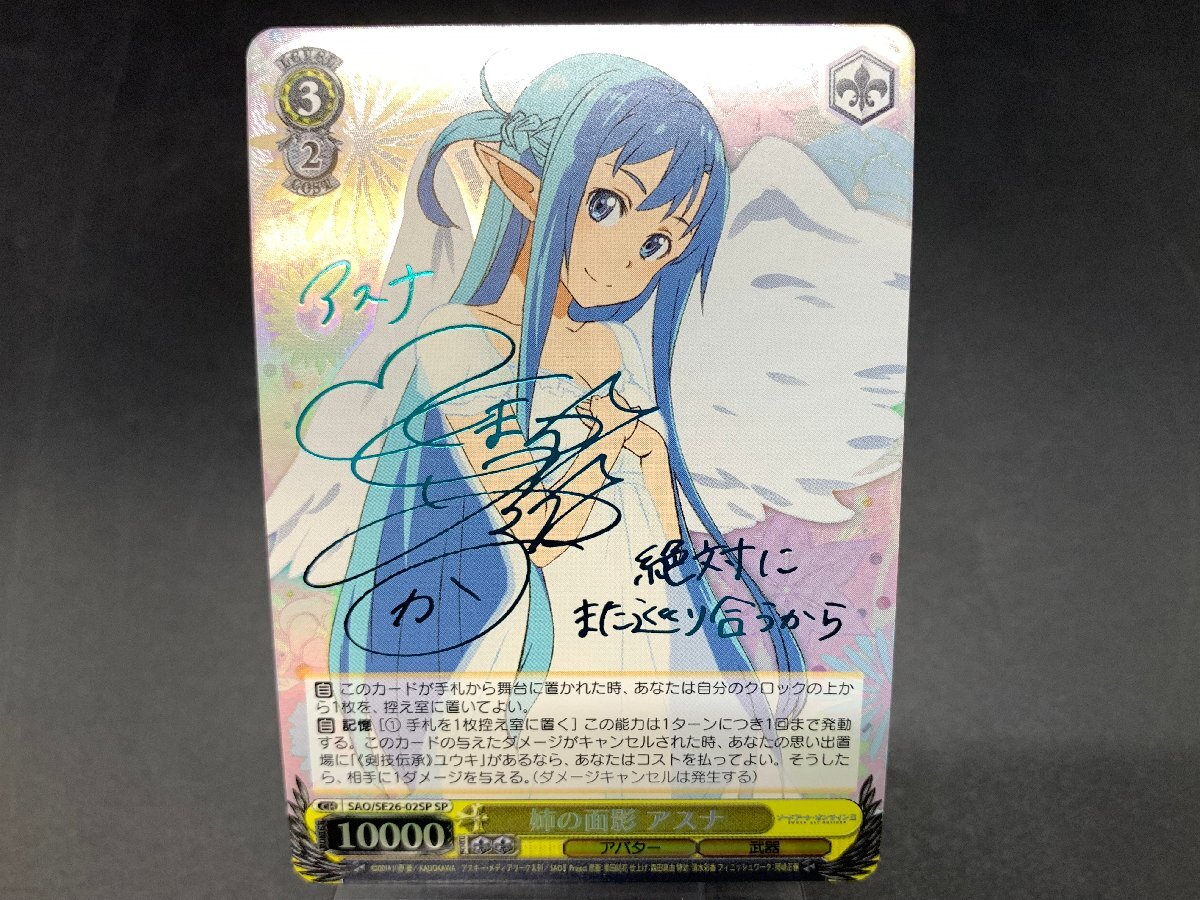 LEVEL
3
2
COST
アスナ
絶対に
また巡り合うから
このカードが手札から舞台に置かれた時、あなたは自分のクロックの上か
ら1枚を、控え室に置いてよい。
記憶 [① 手札を1枚控え室に置く] この能力は1ターンにつき1回まで発動
する。このカードの与えたダメージがキャンセルされた時、あなたの思い出置
場に「《剣技伝承》ユウキ」があるなら、あなたはコストを払ってよい。そうした
ら、相手に1ダメージを与える。(ダメージキャンセルは発生する)
CH SAO/SE26-02SP SP
10000
姉の面影 アスナ
アバター 武器